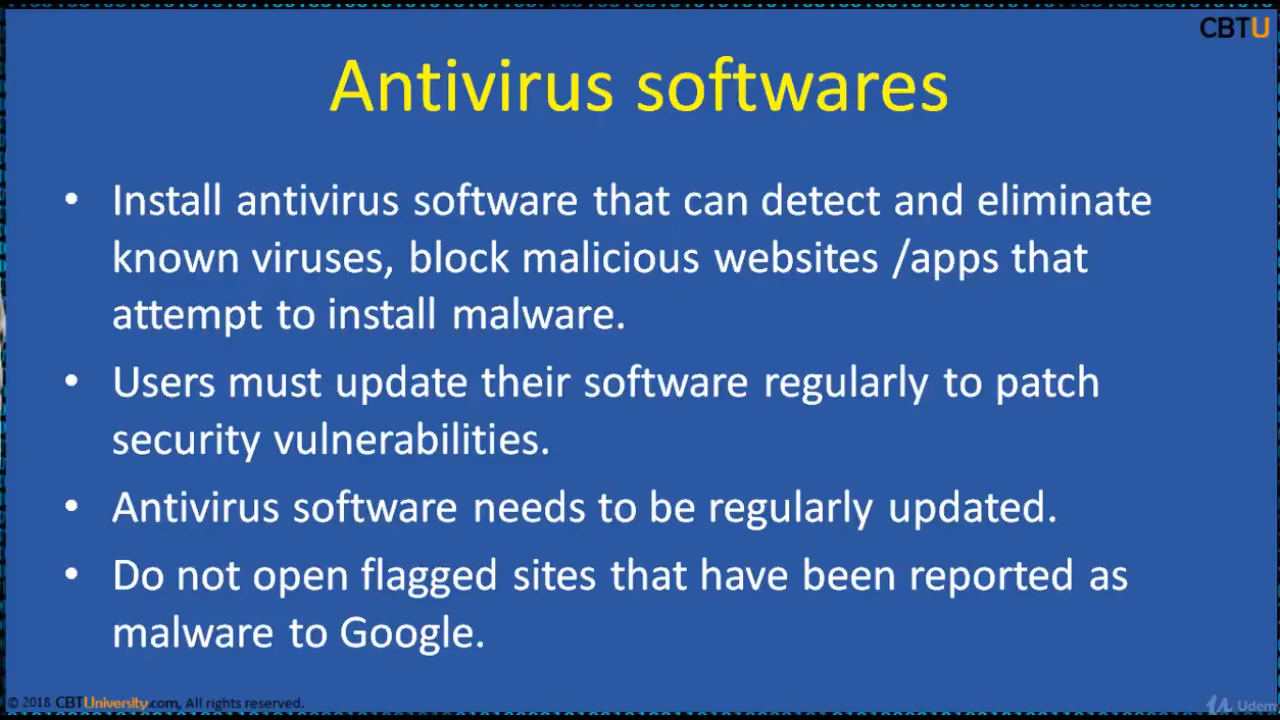 CBTU
Antivirus softwares
• Install antivirus software that can detect and eliminate
known viruses, block malicious websites /apps that
attempt to install malware.
• Users must update their software regularly to patch
security vulnerabilities.
• Antivirus software needs to be regularly updated.
• Do not open flagged sites that have been reported as
malware to Google.
© 2018 CBTUniversity.com, All rights reserved.